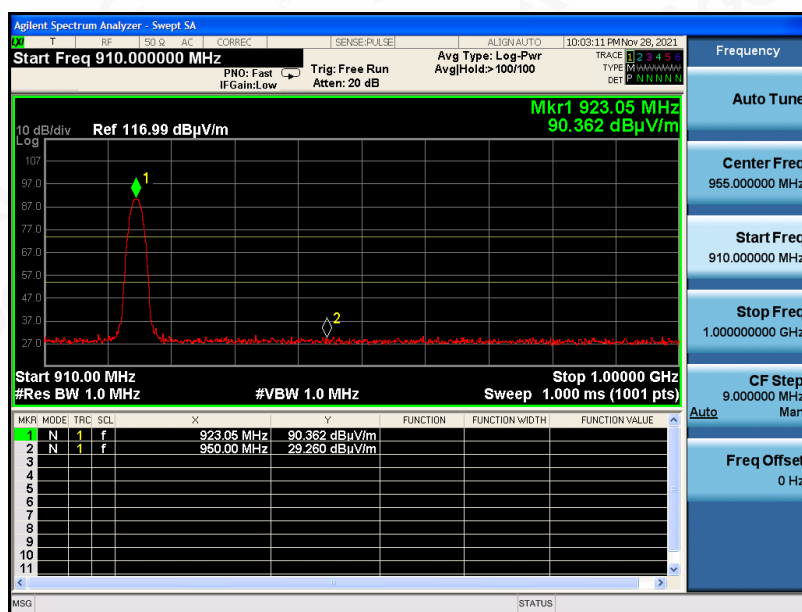 Agilent Spectrum Analyzer - Swept SA
LXI T RF 50 Ω AC CORREC SENSE:PULSE ALIGN AUTO 10:03:11 PM Nov 28, 2021
Start Freq 910.000000 MHz
PNO: Fast
IFGain:Low
Trig: Free Run
Atten: 20 dB
Avg Type: Log-Pwr
Avg|Hold:>100/100
TRACE 1 2 3 4 5 6
TYPE M
DET P N N N N N
Mkr1 923.05 MHz
90.362 dBµV/m
10 dB/div Ref 116.99 dBµV/m
Log
107
97.0
87.0
77.0
67.0
57.0
47.0
37.0
27.0
1
2
Start 910.00 MHz Stop 1.00000 GHz
#Res BW 1.0 MHz #VBW 1.0 MHz Sweep 1.000 ms (1001 pts)
MKR MODE TRC SCL X Y FUNCTION FUNCTION WIDTH FUNCTION VALUE
1 N 1 f 923.05 MHz 90.362 dBµV/m
2 N 1 f 950.00 MHz 29.260 dBµV/m
3
4
5
6
7
8
9
10
11
MSG STATUS
Frequency
Auto Tune
Center Freq
955.000000 MHz
Start Freq
910.000000 MHz
Stop Freq
1.000000000 GHz
CF Step
9.000000 MHz
Auto Man
Freq Offset
0 Hz